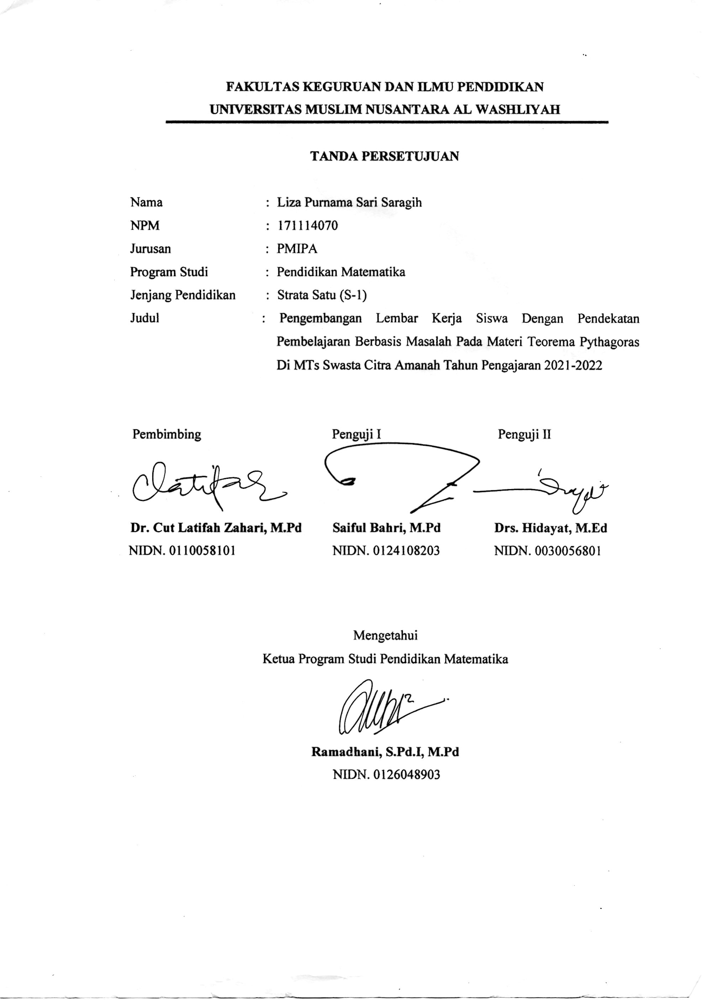 FAKULTAS KEGURUAN DAN ILMU PENDIDIKAN
UNIVERSITAS MUSLIM NUSANTARA AL WASHLIYAH
TANDA PERSETUJUAN
Nama : Liza Purnama Sari Saragih
NPM : 171114070
Jurusan : PMIPA
Program Studi : Pendidikan Matematika
Jenjang Pendidikan : Strata Satu (S-1)
Judul : Pengembangan Lembar Kerja Siswa Dengan Pendekatan
Pembelajaran Berbasis Masalah Pada Materi Teorema Pythagoras
Di MTs Swasta Citra Amanah Tahun Pengajaran 2021-2022
Pembimbing Penguji I Penguji II
Dr. Cut Latifah Zahari, M.Pd Saiful Bahri, M.Pd Drs. Hidayat, M.Ed
NIDN. 0110058101 NIDN. 0124108203 NIDN. 0030056801
Mengetahui
Ketua Program Studi Pendidikan Matematika
Ramadhani, S.Pd.I, M.Pd
NIDN. 0126048903